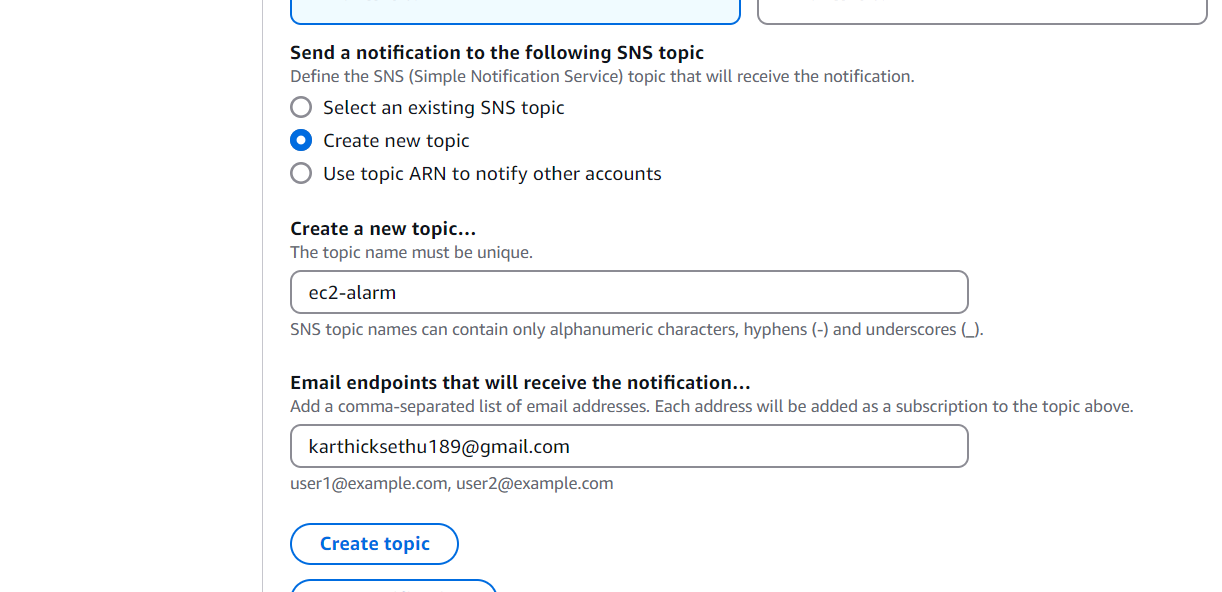 Send a notification to the following SNS topic
Define the SNS (Simple Notification Service) topic that will receive the notification.
Select an existing SNS topic
Create new topic
Use topic ARN to notify other accounts
Create a new topic...
The topic name must be unique.
ec2-alarm
SNS topic names can contain only alphanumeric characters, hyphens (-) and underscores (_).
Email endpoints that will receive the notification...
Add a comma-separated list of email addresses. Each address will be added as a subscription to the topic above.
karthicksethu189@gmail.com
user1@example.com, user2@example.com
Create topic